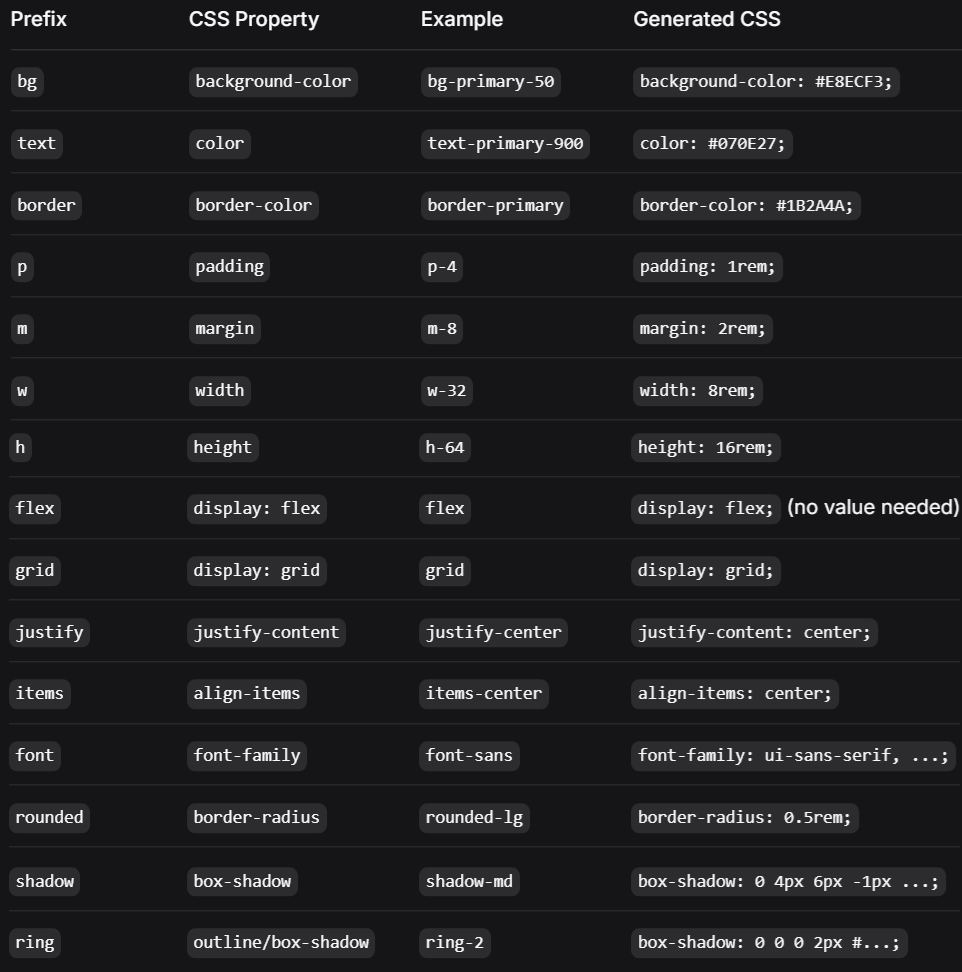 Prefix CSS Property Example Generated CSS
bg background-color bg-primary-50 background-color: #E8ECF3;
text color text-primary-900 color: #070E27;
border border-color border-primary border-color: #1B2A4A;
p padding p-4 padding: 1rem;
m margin m-8 margin: 2rem;
w width w-32 width: 8rem;
h height h-64 height: 16rem;
flex display: flex flex display: flex; (no value needed)
grid display: grid grid display: grid;
justify justify-content justify-center justify-content: center;
items align-items items-center align-items: center;
font font-family font-sans font-family: ui-sans-serif, ...;
rounded border-radius rounded-lg border-radius: 0.5rem;
shadow box-shadow shadow-md box-shadow: 0 4px 6px -1px ...;
ring outline/box-shadow ring-2 box-shadow: 0 0 0 2px #...;